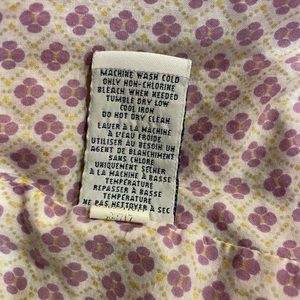 MACHINE WASH COLD
ONLY NON-CHLORINE
BLEACH WHEN NEEDED
TUMBLE DRY LOW
COOL IRON
DO NOT DRY CLEAN
LAVER À LA MACHINE
À L'EAU FROIDE
UTILISER AU BESOIN UN
AGENT DE BLANCHIMENT
SANS CHLORE
UNIQUEMENT SÉCHER
À LA MACHINE À BASSE
TEMPÉRATURE
REPASSER À BASSE
TEMPÉRATURE
NE PAS NETTOYER À SEC